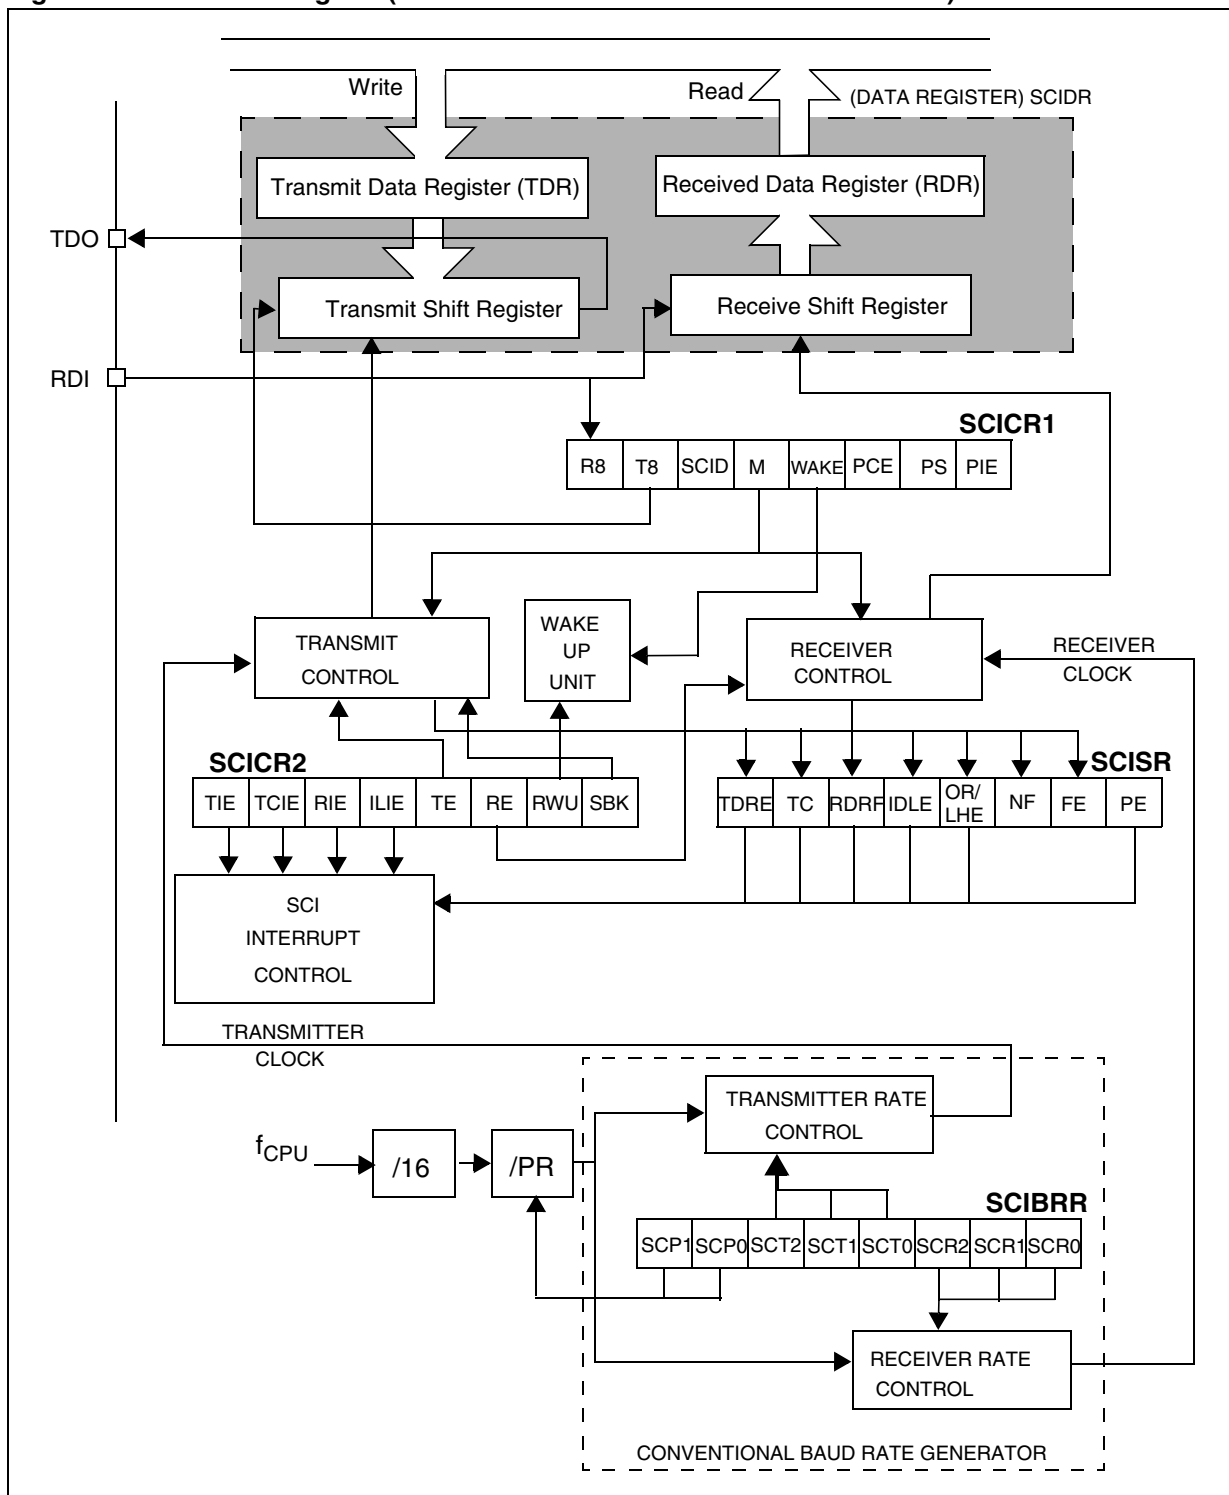 Write
Read
(DATA REGISTER) SCIDR
Transmit Data Register (TDR)
Received Data Register (RDR)
TDO
Transmit Shift Register
Receive Shift Register
RDI
SCICR1
R8 T8 SCID M WAKE PCE PS PIE
TRANSMIT
CONTROL
WAKE
UP
UNIT
RECEIVER
CONTROL
RECEIVER
CLOCK
SCICR2
SCISR
TIE TCIE RIE ILIE TE RE RWU SBK
TDRE TC RDRF IDLE OR/
LHE NF FE PE
SCI
INTERRUPT
CONTROL
TRANSMITTER
CLOCK
TRANSMITTER RATE
CONTROL
fCPU
/16
/PR
SCIBRR
SCP1 SCP0 SCT2 SCT1 SCT0 SCR2 SCR1 SCR0
RECEIVER RATE
CONTROL
CONVENTIONAL BAUD RATE GENERATOR